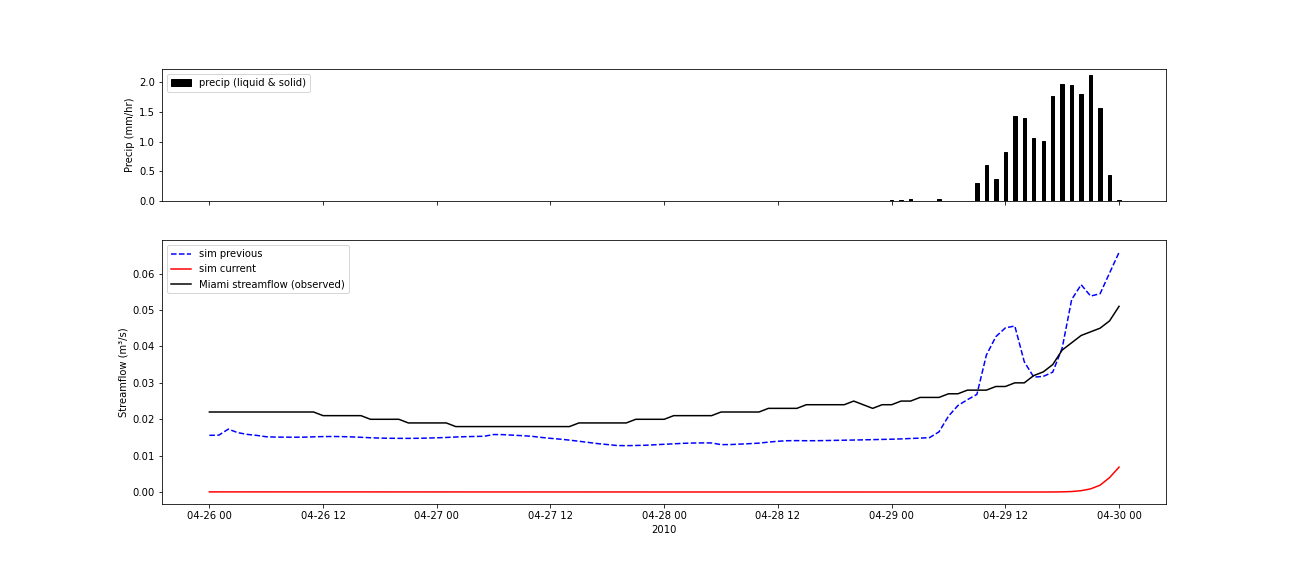 precip (liquid & solid)
Precip (mm/hr)
2.0
1.5
1.0
0.5
0.0
sim previous
sim current
Miami streamflow (observed)
Streamflow (m³/s)
0.06
0.05
0.04
0.03
0.02
0.01
0.00
04-26 00 04-26 12 04-27 00 04-27 12 04-28 00 04-28 12 04-29 00 04-29 12 04-30 00
2010